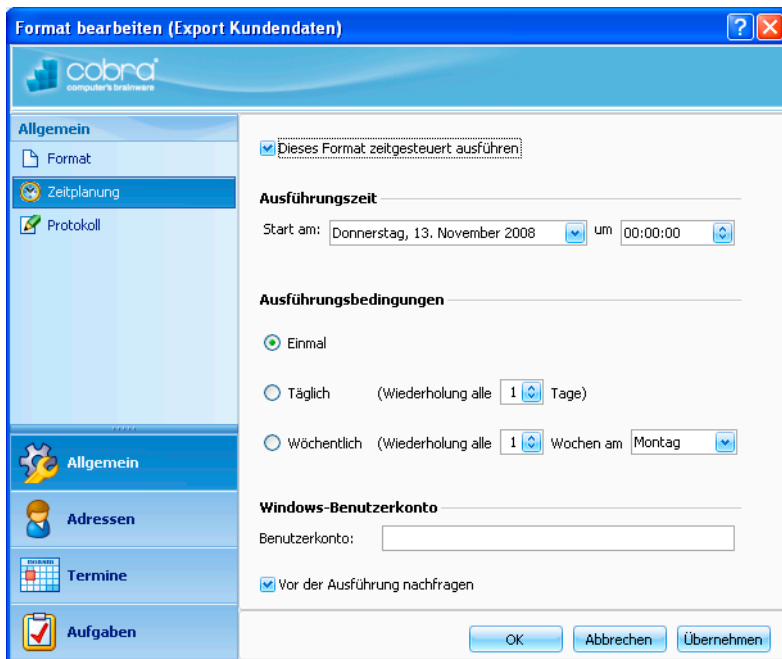 Format bearbeiten (Export Kundendaten)
cobra
computer's brainware
Allgemein
Format
Zeitplanung
Protokoll
Allgemein
Adressen
Termine
Aufgaben
Dieses Format zeitgesteuert ausführen
Ausführungszeit
Start am: Donnerstag, 13. November 2008 um 00:00:00
Ausführungsbedingungen
Einmal
Täglich (Wiederholung alle 1 Tage)
Wöchentlich (Wiederholung alle 1 Wochen am Montag
Windows-Benutzerkonto
Benutzerkonto:
Vor der Ausführung nachfragen
OK Abbrechen Übernehmen